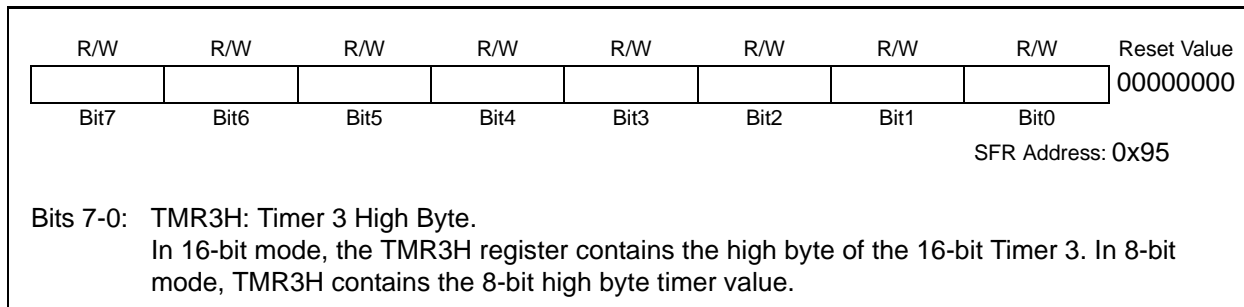 R/W R/W R/W R/W R/W R/W R/W R/W Reset Value
00000000
Bit7 Bit6 Bit5 Bit4 Bit3 Bit2 Bit1 Bit0
SFR Address: 0x95
Bits 7-0: TMR3H: Timer 3 High Byte.
In 16-bit mode, the TMR3H register contains the high byte of the 16-bit Timer 3. In 8-bit
mode, TMR3H contains the 8-bit high byte timer value.